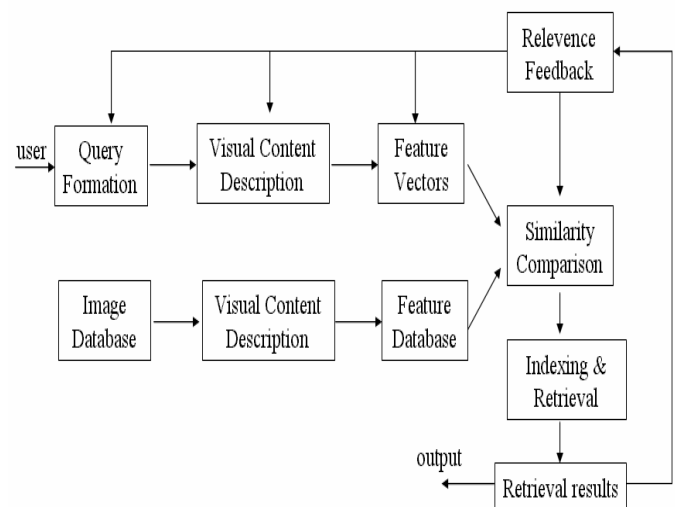 Relevence
Feedback
user
Query
Formation
Visual Content
Description
Feature
Vectors
Similarity
Comparison
Image
Database
Visual Content
Description
Feature
Database
Indexing &
Retrieval
output
Retrieval results